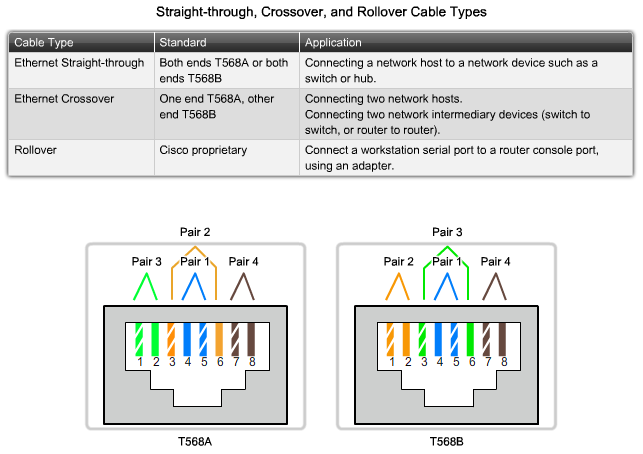 Straight-through, Crossover, and Rollover Cable Types
Cable Type Standard Application
Ethernet Straight-through Both ends T568A or both ends T568B Connecting a network host to a network device such as a switch or hub.
Ethernet Crossover One end T568A, other end T568B Connecting two network hosts.
Connecting two network intermediary devices (switch to switch, or router to router).
Rollover Cisco proprietary Connect a workstation serial port to a router console port, using an adapter.
Pair 2
Pair 3 Pair 1 Pair 4
1 2 3 4 5 6 7 8
T568A
Pair 3
Pair 2 Pair 1 Pair 4
1 2 3 4 5 6 7 8
T568B